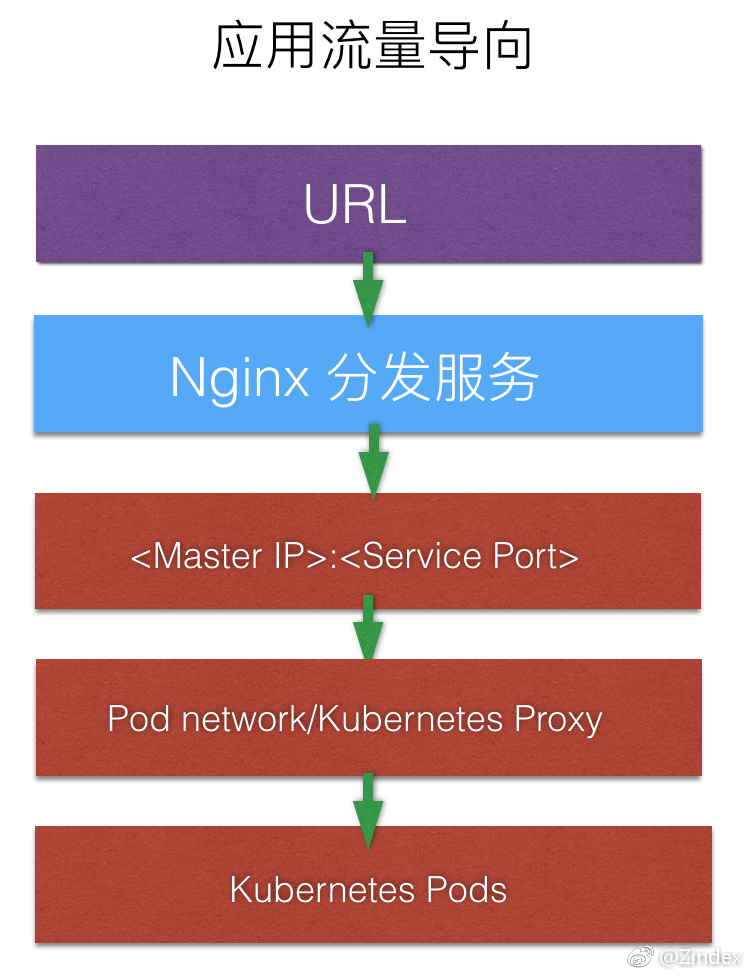 应用流量导向
URL
Nginx 分发服务
<Master IP>:<Service Port>
Pod network/Kubernetes Proxy
Kubernetes Pods
@Zindex